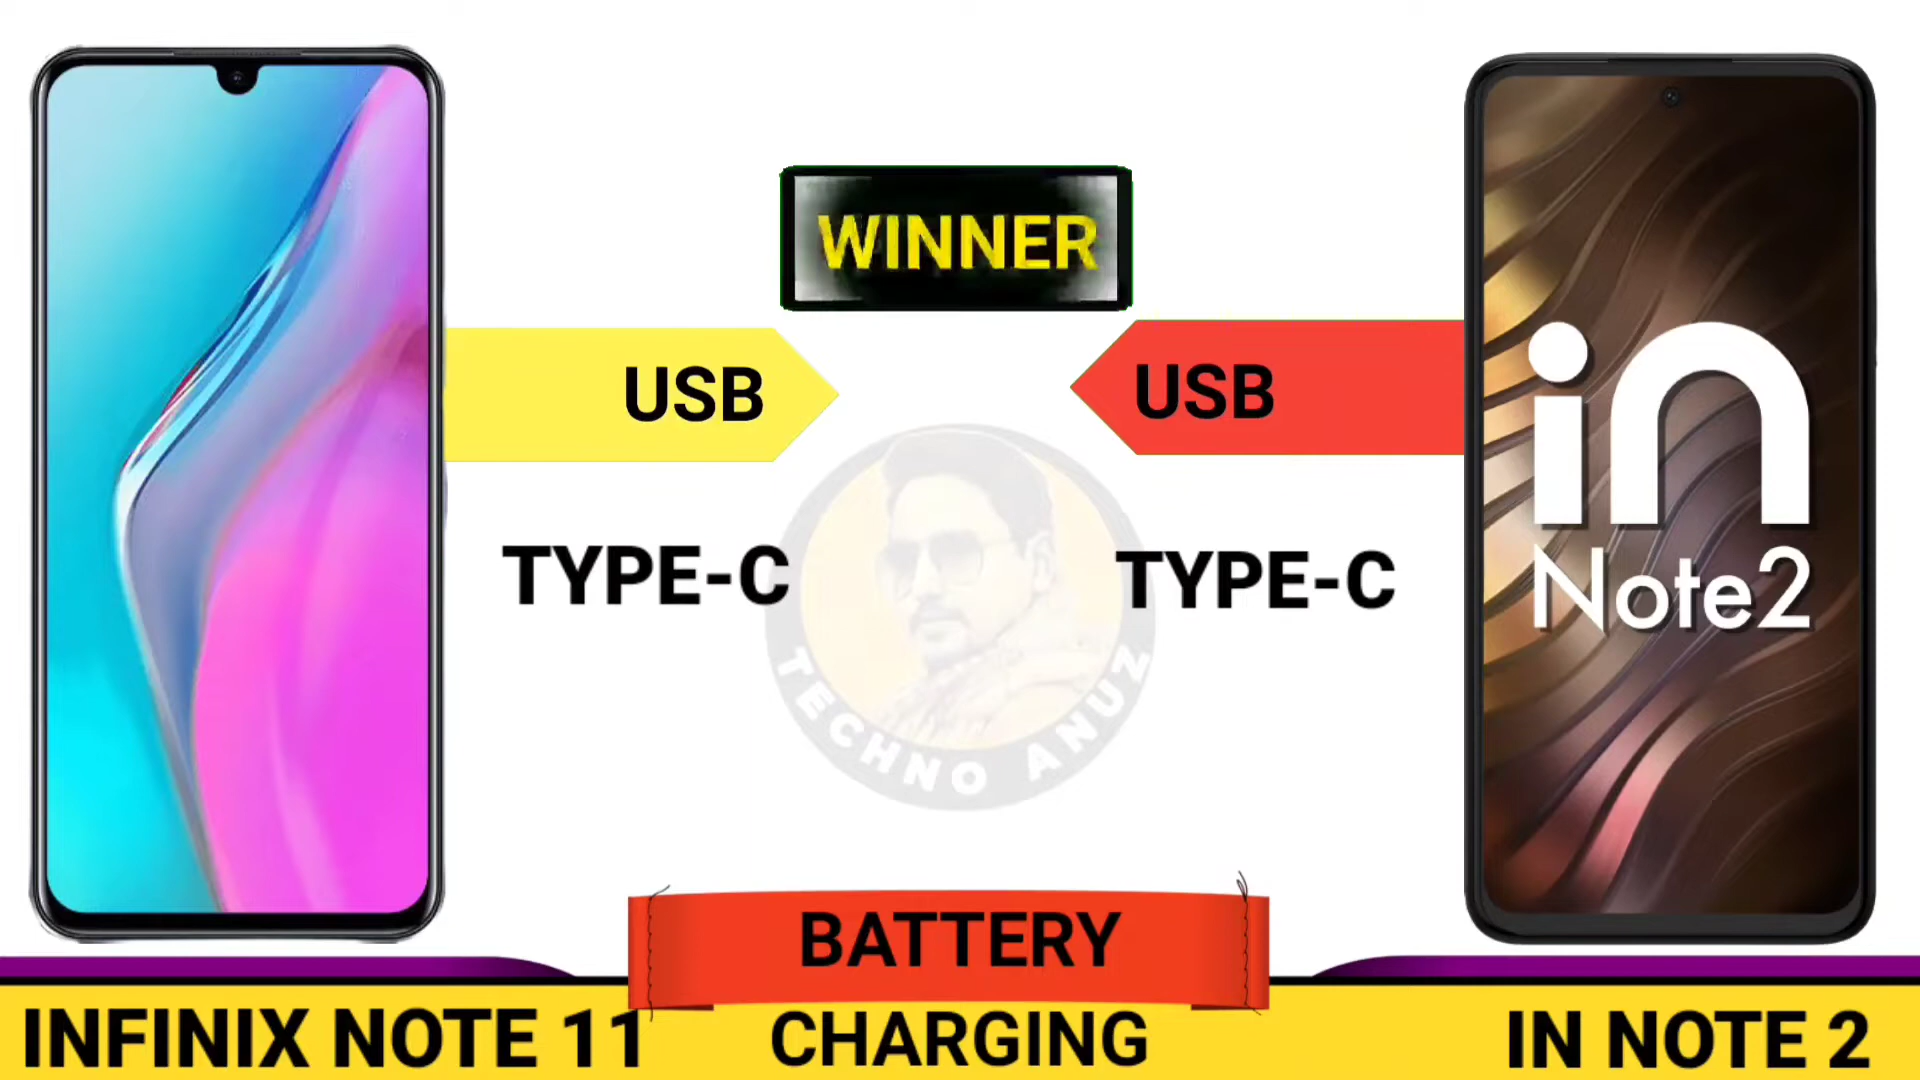 WINNER
USB
USB
TYPE-C
TYPE-C
in
Note2
TECHNO ANUZ
BATTERY
INFINIX NOTE 11
CHARGING
IN NOTE 2